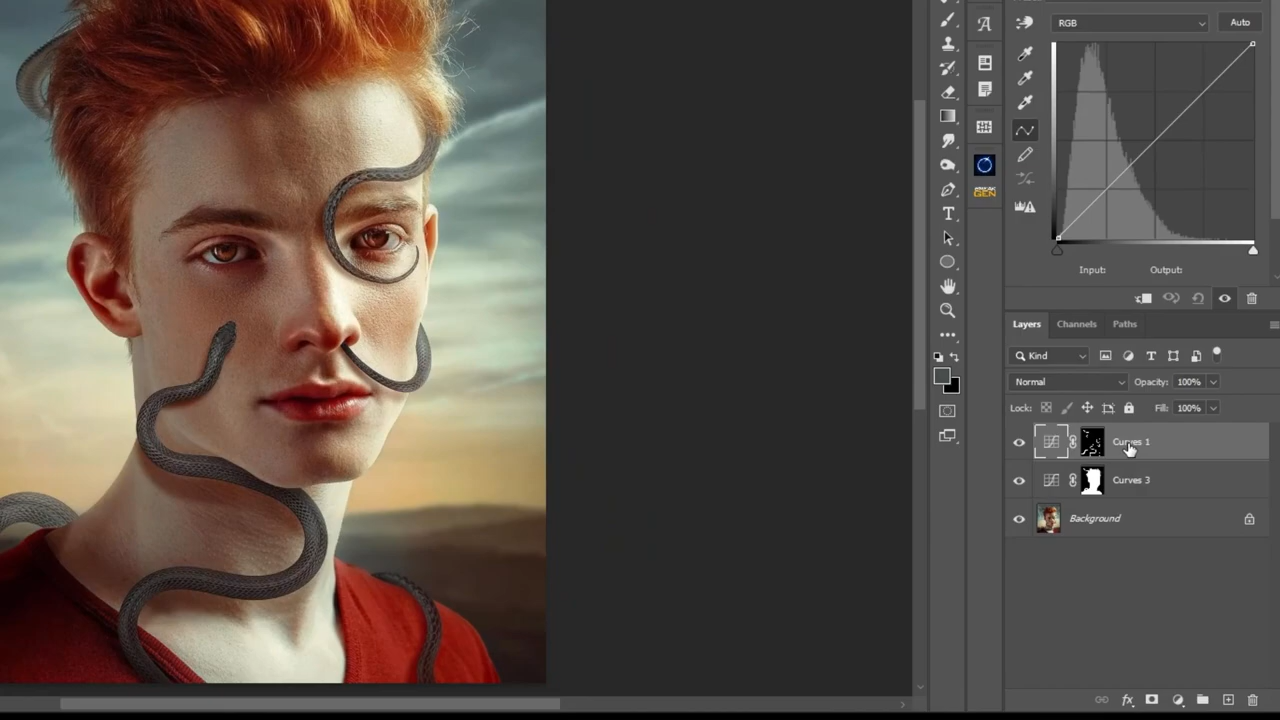 RGB
Auto
Input:
Output:
Layers
Channels
Paths
Kind
Normal
Opacity:
100%
Lock:
Fill:
100%
Curves 1
Curves 3
Background